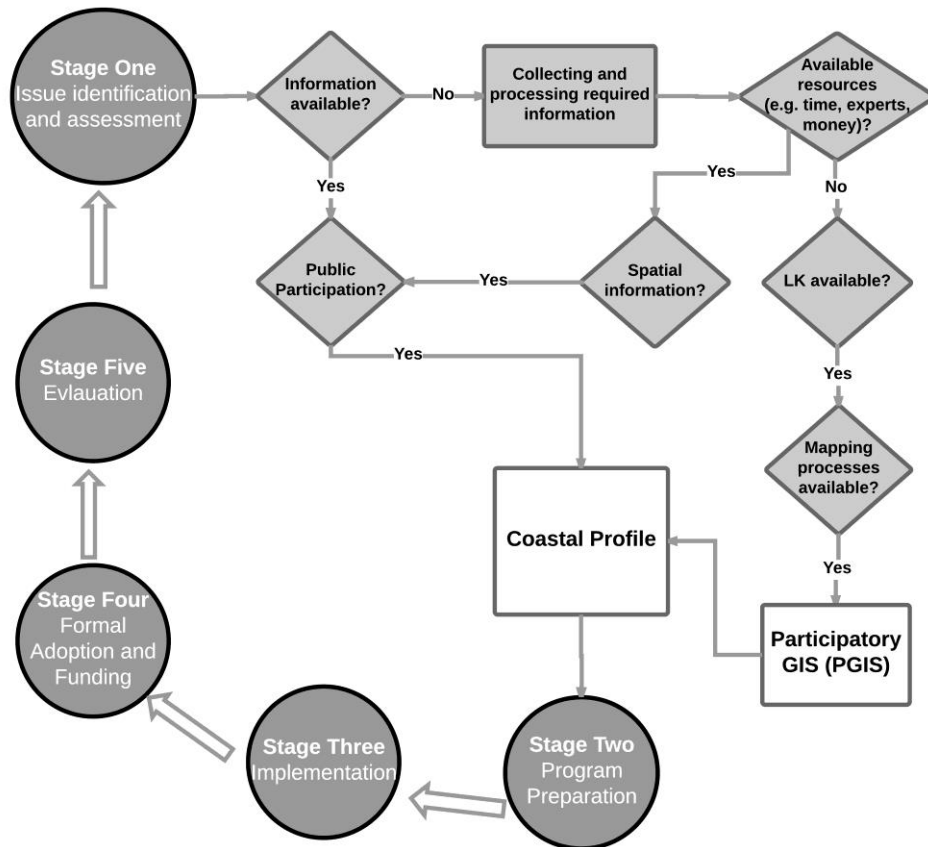 Stage One
Issue identification
and assessment
Information
available?
No
Collecting and
processing required
information
Available
resources
(e.g. time, experts,
money)?
Yes
Yes
No
Public
Participation?
Yes
Spatial
information?
LK available?
Yes
Yes
Stage Five
Evlauation
Mapping
processes
available?
Coastal Profile
Yes
Stage Four
Formal
Adoption and
Funding
Participatory
GIS (PGIS)
Stage Three
Implementation
Stage Two
Program
Preparation